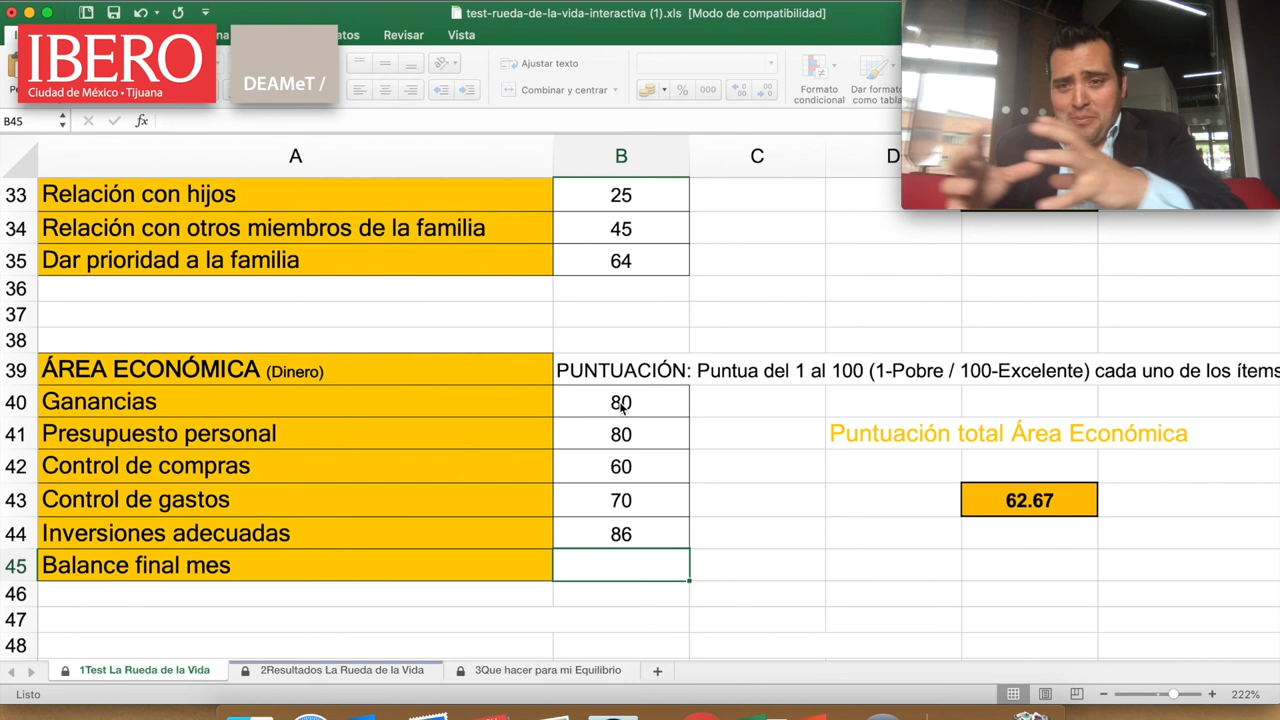 test-rueda-de-la-vida-interactiva (1).xls [Modo de compatibilidad]
IBERO
Ciudad de México • Tijuana
DEAMeT /
na
atos
Revisar
Vista
Ajustar texto
Combinar y centrar
% 000
Formato condicional
Dar formato como tabla
B45
fx
A B C D
33 Relación con hijos 25
34 Relación con otros miembros de la familia 45
35 Dar prioridad a la familia 64
36
37
38
39 ÁREA ECONÓMICA (Dinero) PUNTUACIÓN: Puntua del 1 al 100 (1-Pobre / 100-Excelente) cada uno de los ítems
40 Ganancias 80
41 Presupuesto personal 80 Puntuación total Área Económica
42 Control de compras 60
43 Control de gastos 70 62.67
44 Inversiones adecuadas 86
45 Balance final mes
46
47
48
1Test La Rueda de la Vida
2Resultados La Rueda de la Vida
3Que hacer para mi Equilibrio
Listo
222%